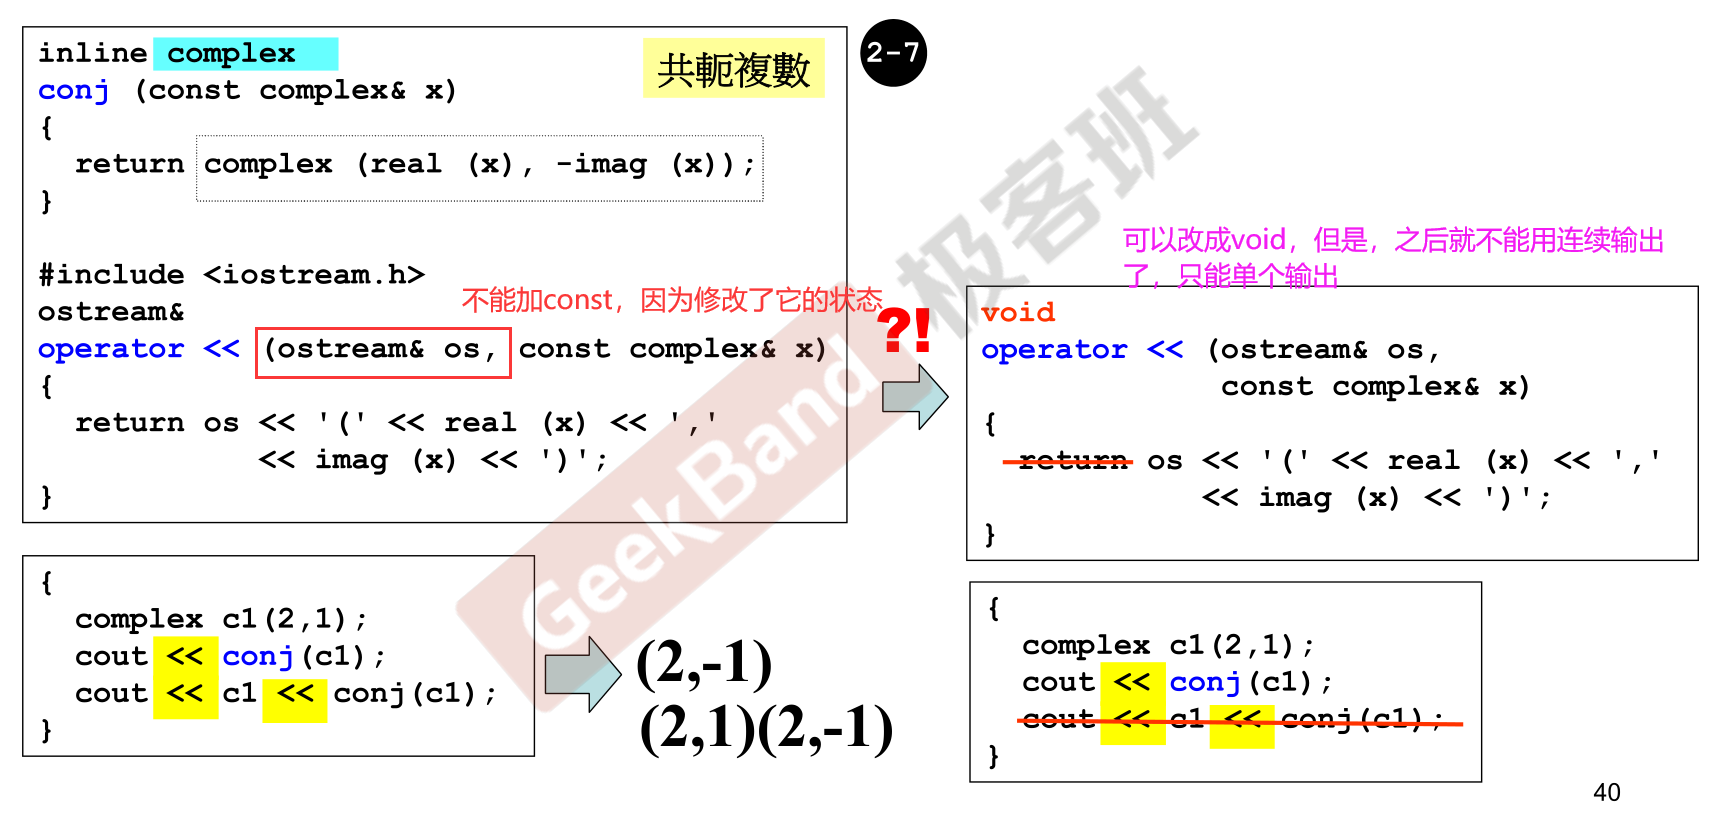 inline complex
conj (const complex& x)
{
return complex (real (x), -imag (x));
}
共軛複數
2-7
#include <iostream.h>
ostream&
operator << (ostream& os, const complex& x)
{
return os << '(' << real (x) << ','
<< imag (x) << ')';
}
不能加const，因为修改了它的状态
?!
可以改成void，但是，之后就不能用连续输出
了，只能单个输出
void
operator << (ostream& os,
const complex& x)
{
return os << '(' << real (x) << ','
<< imag (x) << ')';
}
{
complex c1(2,1);
cout << conj(c1);
cout << c1 << conj(c1);
}
(2,-1)
(2,1)(2,-1)
{
complex c1(2,1);
cout << conj(c1);
cout << c1 << conj(c1);
}
GeekBand 极客班
40